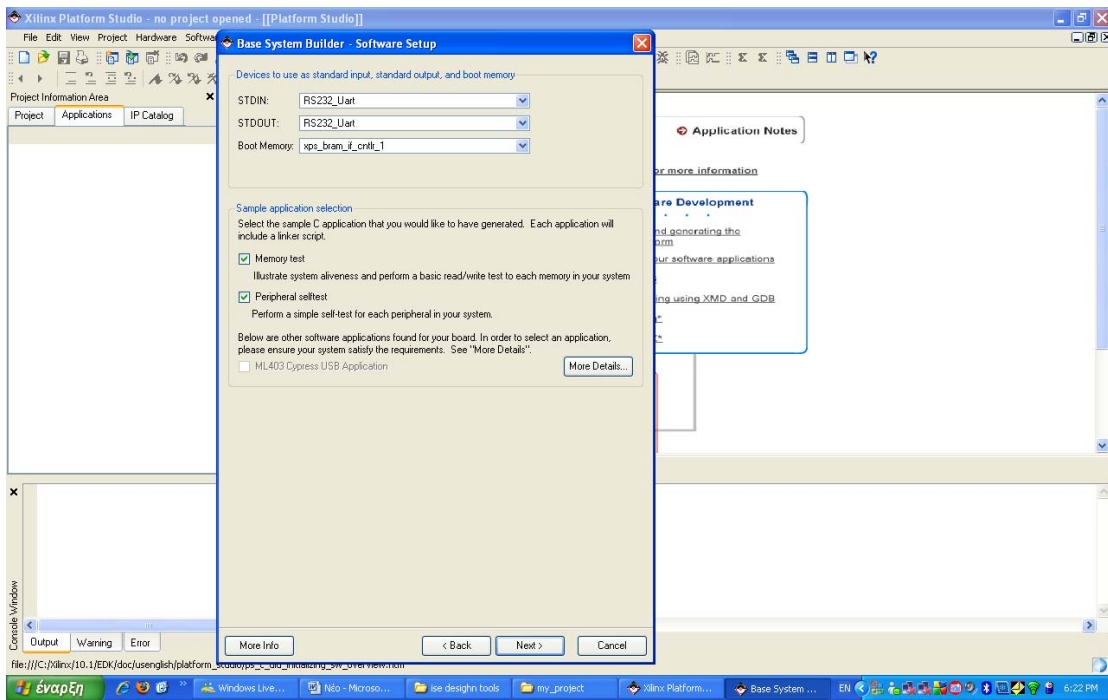 Xilinx Platform Studio - no project opened - [[Platform Studio]]
File Edit View Project Hardware Softwa
Project Information Area
Project Applications IP Catalog
Base System Builder - Software Setup
Devices to use as standard input, standard output, and boot memory
STDIN: RS232_Uart
STDOUT: RS232_Uart
Boot Memory: xps_bram_if_cntlr_1
Sample application selection
Select the sample C application that you would like to have generated. Each application will
include a linker script.
Memory test
Illustrate system aliveness and perform a basic read/write test to each memory in your system
Peripheral selftest
Perform a simple self-test for each peripheral in your system.
Below are other software applications found for your board. In order to select an application,
please ensure your system satisfy the requirements. See "More Details".
ML403 Cypress USB Application
More Details...
More Info < Back Next > Cancel
Application Notes
or more information
are Development
nd generating the
orm
our software applications
ing using XMD and GDB
Console Window
Output Warning Error
έναρξη
Windows Live...
Νέο - Microso...
ise desighn tools
my_project
Xilinx Platform...
Base System ...
EN
6:22 PM